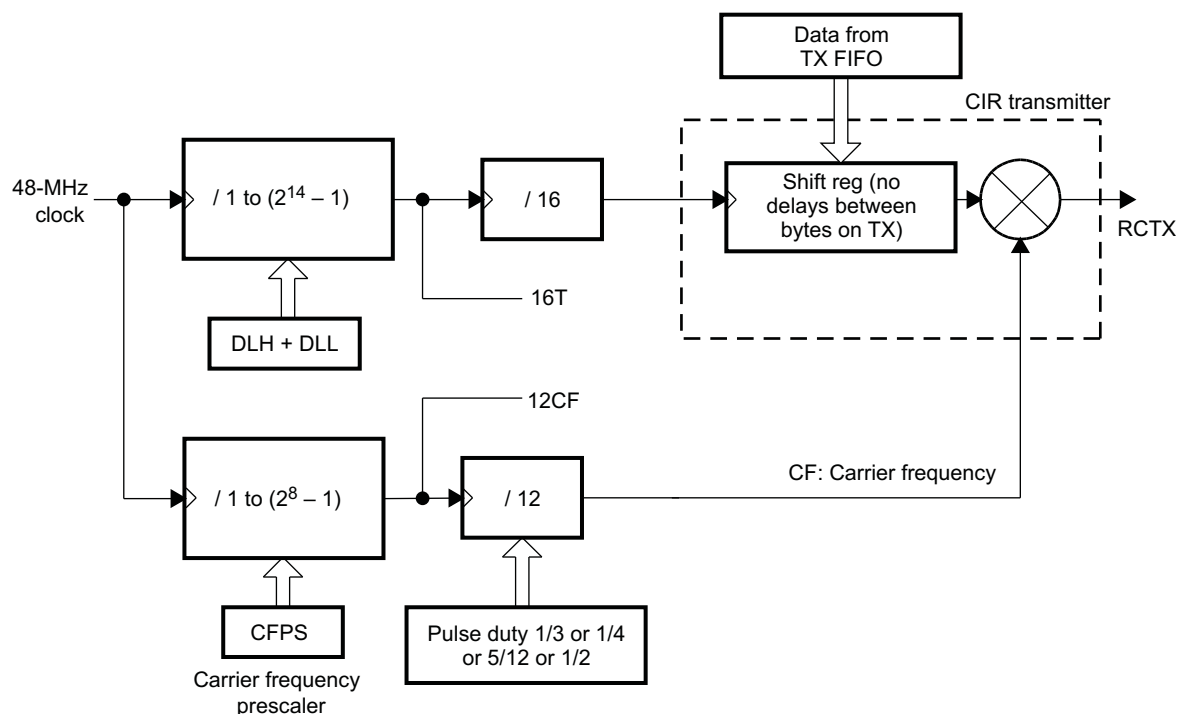 Data from
TX FIFO
CIR transmitter
48-MHz
clock
/ 1 to (2¹⁴ – 1)
/ 16
Shift reg (no
delays between
bytes on TX)
RCTX
16T
DLH + DLL
12CF
/ 1 to (2⁸ – 1)
/ 12
CF: Carrier frequency
CFPS
Carrier frequency
prescaler
Pulse duty 1/3 or 1/4
or 5/12 or 1/2